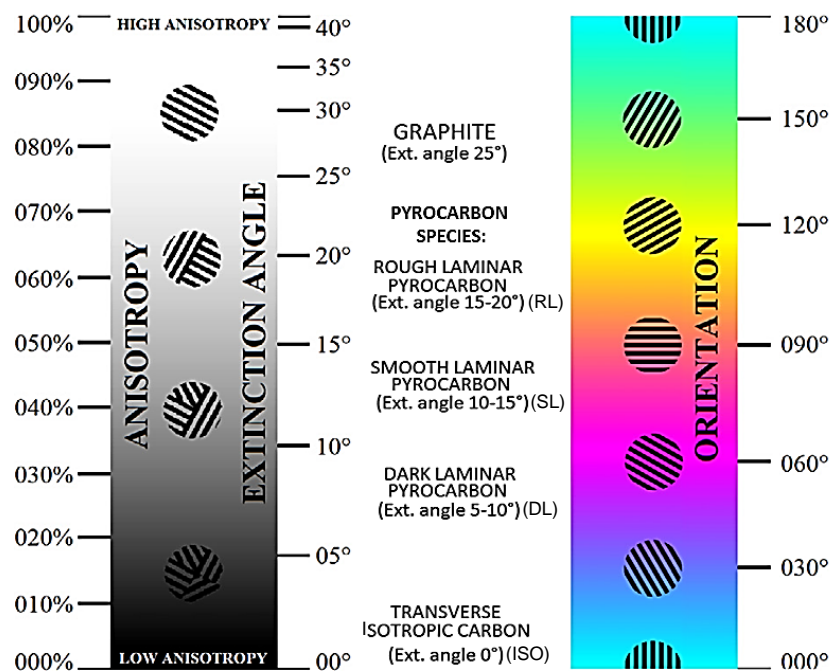 100%
090%
080%
070%
060%
050%
040%
030%
020%
010%
000%
HIGH ANISOTROPY
ANISOTROPY
EXTINCTION ANGLE
LOW ANISOTROPY
40°
35°
30°
25°
20°
15°
10°
05°
00°
GRAPHITE
(Ext. angle 25°)
PYROCARBON
SPECIES:
ROUGH LAMINAR
PYROCARBON
(Ext. angle 15-20°) (RL)
SMOOTH LAMINAR
PYROCARBON
(Ext. angle 10-15°) (SL)
DARK LAMINAR
PYROCARBON
(Ext. angle 5-10°) (DL)
TRANSVERSE
ISOTROPIC CARBON
(Ext. angle 0°) (ISO)
ORIENTATION
180°
150°
120°
090°
060°
030°
000°